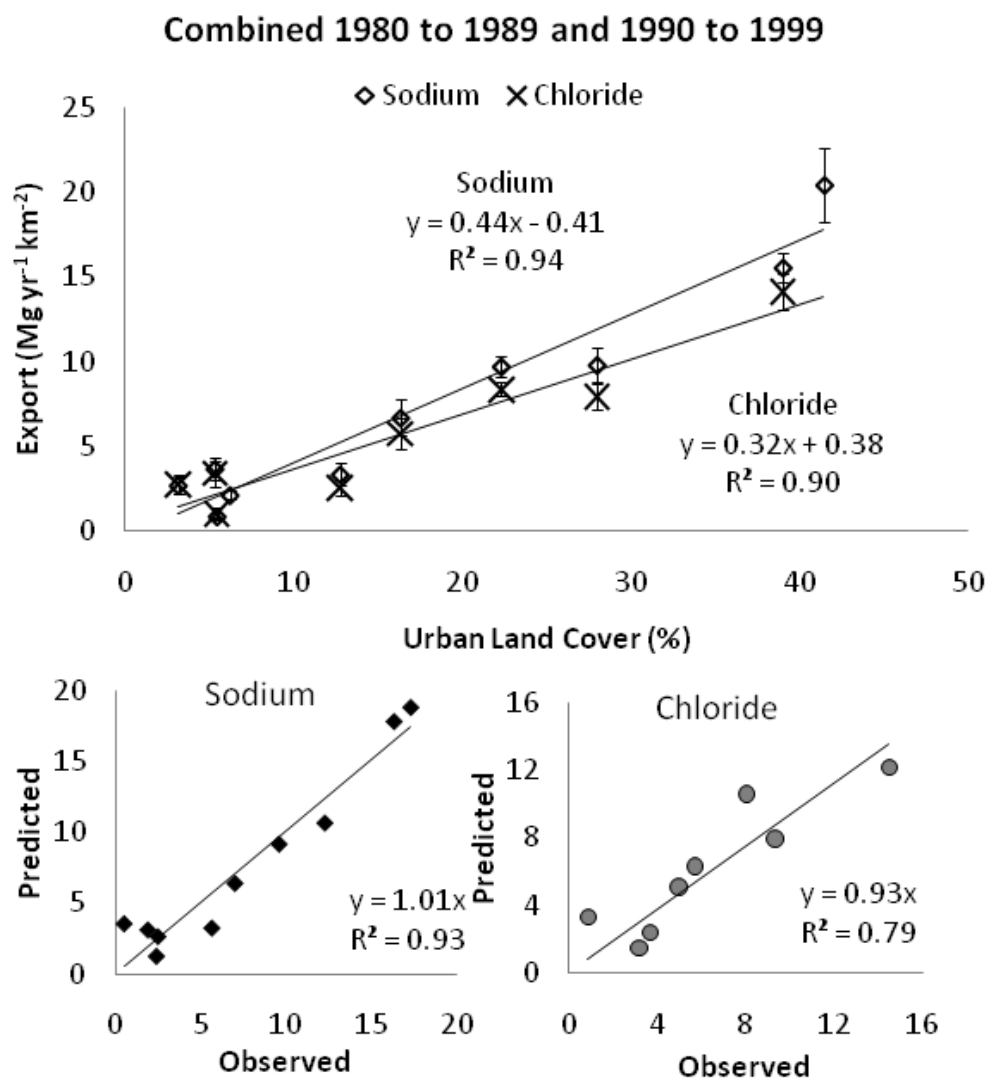 Combined 1980 to 1989 and 1990 to 1999
Sodium Chloride
25
20
15
10
5
0
Export (Mg yr⁻¹ km⁻²)
Sodium
y = 0.44x - 0.41
R² = 0.94
Chloride
y = 0.32x + 0.38
R² = 0.90
0 10 20 30 40 50
Urban Land Cover (%)
Sodium
20
15
10
5
0
Predicted
y = 1.01x
R² = 0.93
0 5 10 15 20
Observed
Chloride
16
12
8
4
0
Predicted
y = 0.93x
R² = 0.79
0 4 8 12 16
Observed